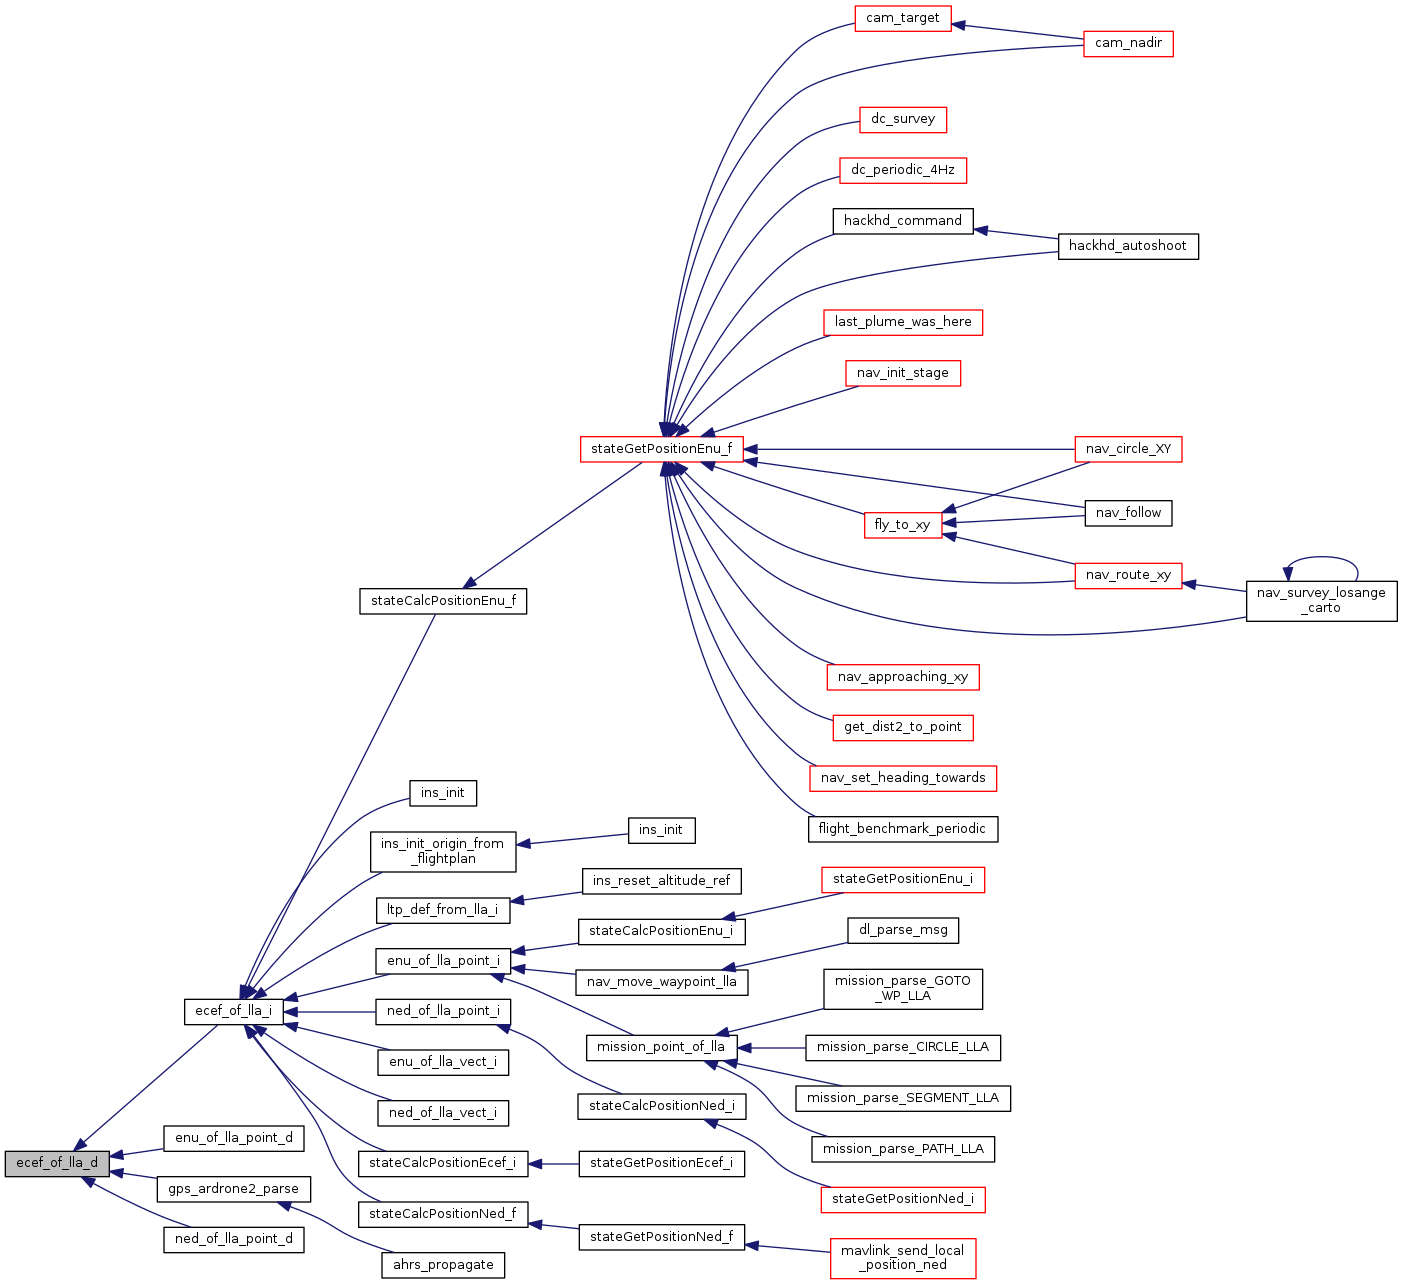 cam_target
cam_nadir
dc_survey
dc_periodic_4Hz
hackhd_command
hackhd_autoshoot
last_plume_was_here
nav_init_stage
stateGetPositionEnu_f
nav_circle_XY
nav_follow
fly_to_xy
nav_route_xy
nav_survey_losange
_carto
stateCalcPositionEnu_f
nav_approaching_xy
get_dist2_to_point
nav_set_heading_towards
flight_benchmark_periodic
ins_init
ins_init_origin_from
_flightplan
ins_init
ltp_def_from_lla_i
ins_reset_altitude_ref
stateGetPositionEnu_i
enu_of_lla_point_i
stateCalcPositionEnu_i
dl_parse_msg
nav_move_waypoint_lla
mission_parse_GOTO
_WP_LLA
ecef_of_lla_i
ned_of_lla_point_i
mission_point_of_lla
mission_parse_CIRCLE_LLA
enu_of_lla_vect_i
mission_parse_SEGMENT_LLA
ned_of_lla_vect_i
stateCalcPositionNed_i
mission_parse_PATH_LLA
enu_of_lla_point_d
ecef_of_lla_d
stateCalcPositionEcef_i
stateGetPositionEcef_i
gps_ardrone2_parse
stateGetPositionNed_i
stateCalcPositionNed_f
ned_of_lla_point_d
stateGetPositionNed_f
ahrs_propagate
mavlink_send_local
_position_ned